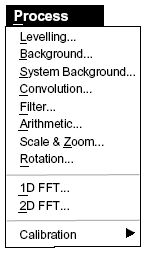 Process
Levelling...
Background...
System Background...
Convolution...
Filter...
Arithmetic...
Scale & Zoom...
Rotation...
1D FFT...
2D FFT...
Calibration